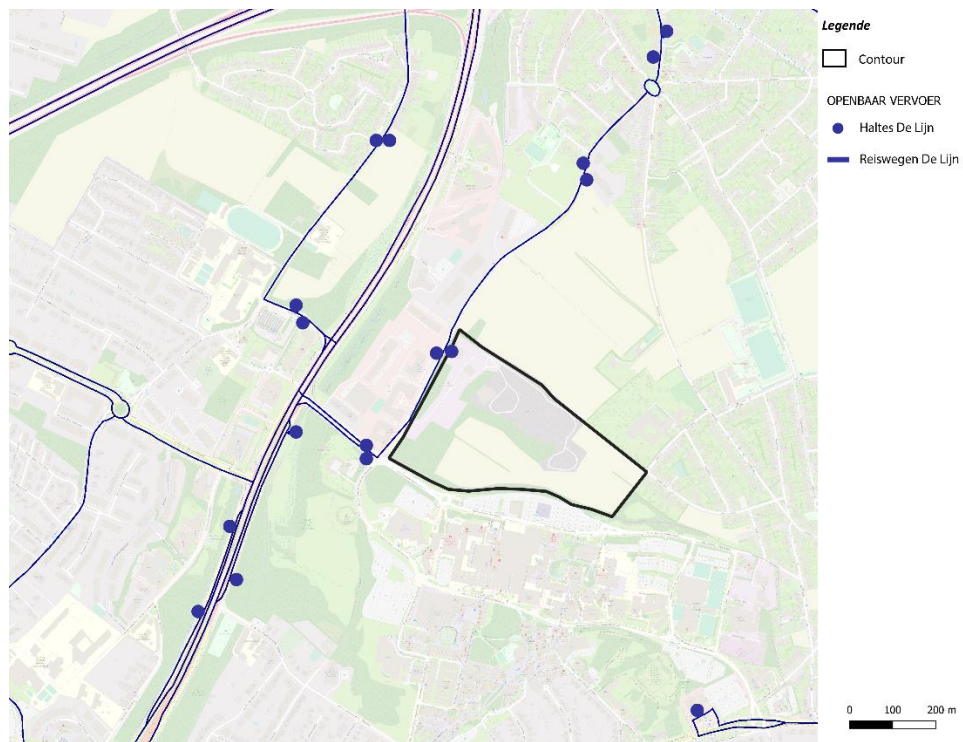 Legende
Contour
OPENBAAR VERVOER
Haltes De Lijn
Reiswegen De Lijn
0 100 200 m